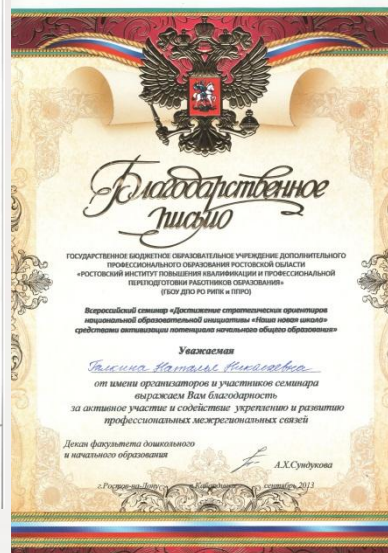 Благодарственное
письмо
ГОСУДАРСТВЕННОЕ БЮДЖЕТНОЕ ОБРАЗОВАТЕЛЬНОЕ УЧРЕЖДЕНИЕ ДОПОЛНИТЕЛЬНОГО
ПРОФЕССИОНАЛЬНОГО ОБРАЗОВАНИЯ РОСТОВСКОЙ ОБЛАСТИ
«РОСТОВСКИЙ ИНСТИТУТ ПОВЫШЕНИЯ КВАЛИФИКАЦИИ И ПРОФЕССИОНАЛЬНОЙ
ПЕРЕПОДГОТОВКИ РАБОТНИКОВ ОБРАЗОВАНИЯ»
(ГБОУ ДПО РО РИПК и ППРО)
Всероссийский семинар «Достижение стратегических ориентиров
национальной образовательной инициативы «Наша новая школа»
средствами активизации потенциала начального общего образования»
Уважаемая
Галкина Наталья Николаевна
от имени организаторов и участников семинара
выражаем Вам благодарность
за активное участие и содействие укреплению и развитию
профессиональных межрегиональных связей
Декан факультета дошкольного
и начального образования
А.Х.Сундукова
г.Ростов-на-Дону сентябрь 2013